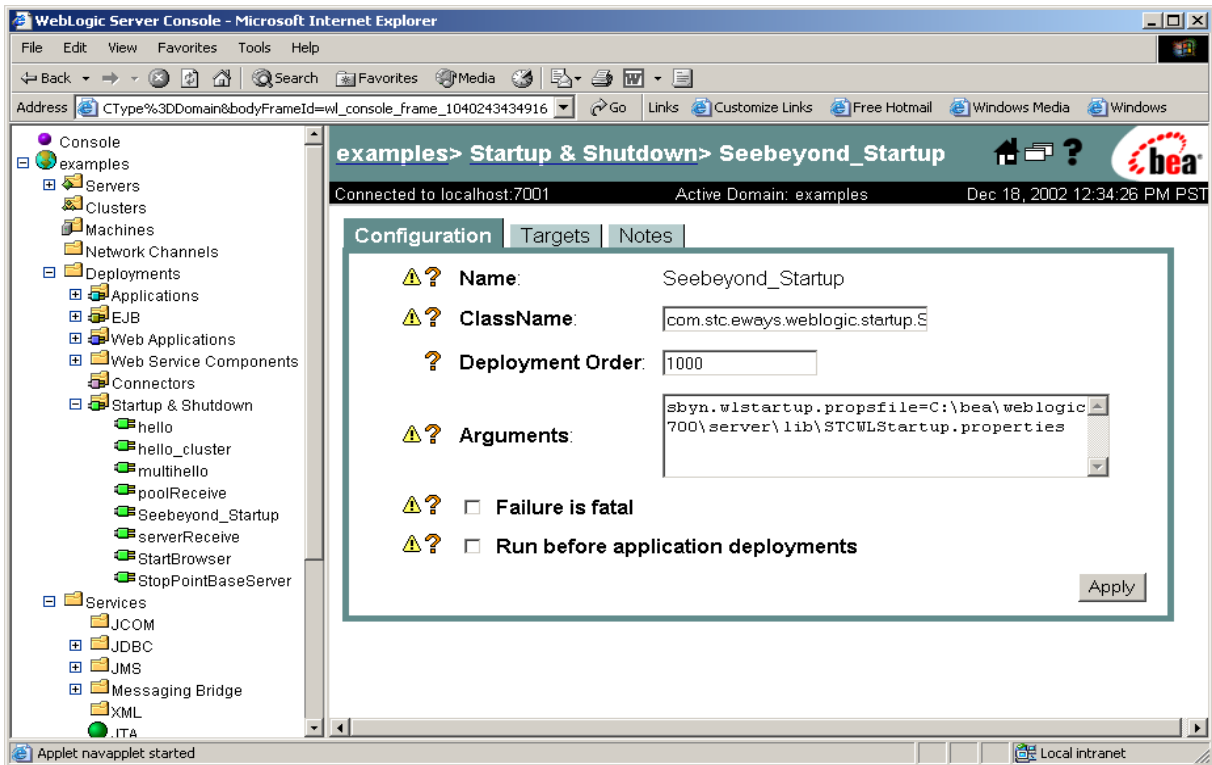 WebLogic Server Console - Microsoft Internet Explorer
File Edit View Favorites Tools Help
Back Search Favorites Media
Address CType%3DDomain&bodyFrameId=wl_console_frame_1040243434916 Go Links Customize Links Free Hotmail Windows Media Windows
Console
examples
Servers
Clusters
Machines
Network Channels
Deployments
Applications
EJB
Web Applications
Web Service Components
Connectors
Startup & Shutdown
hello
hello_cluster
multihello
poolReceive
Seebeyond_Startup
serverReceive
StartBrowser
StopPointBaseServer
Services
JCOM
JDBC
JMS
Messaging Bridge
XML
JTA
examples> Startup & Shutdown> Seebeyond_Startup
bea
Connected to localhost:7001 Active Domain: examples Dec 18, 2002 12:34:26 PM PST
Configuration Targets Notes
Name: Seebeyond_Startup
ClassName: com.stc.eways.weblogic.startup.S
Deployment Order: 1000
Arguments: sbyn.wlstartup.propsfile=C:\bea\weblogic
700\server\lib\STCWLStartup.properties
Failure is fatal
Run before application deployments
Apply
Applet navapplet started Local intranet